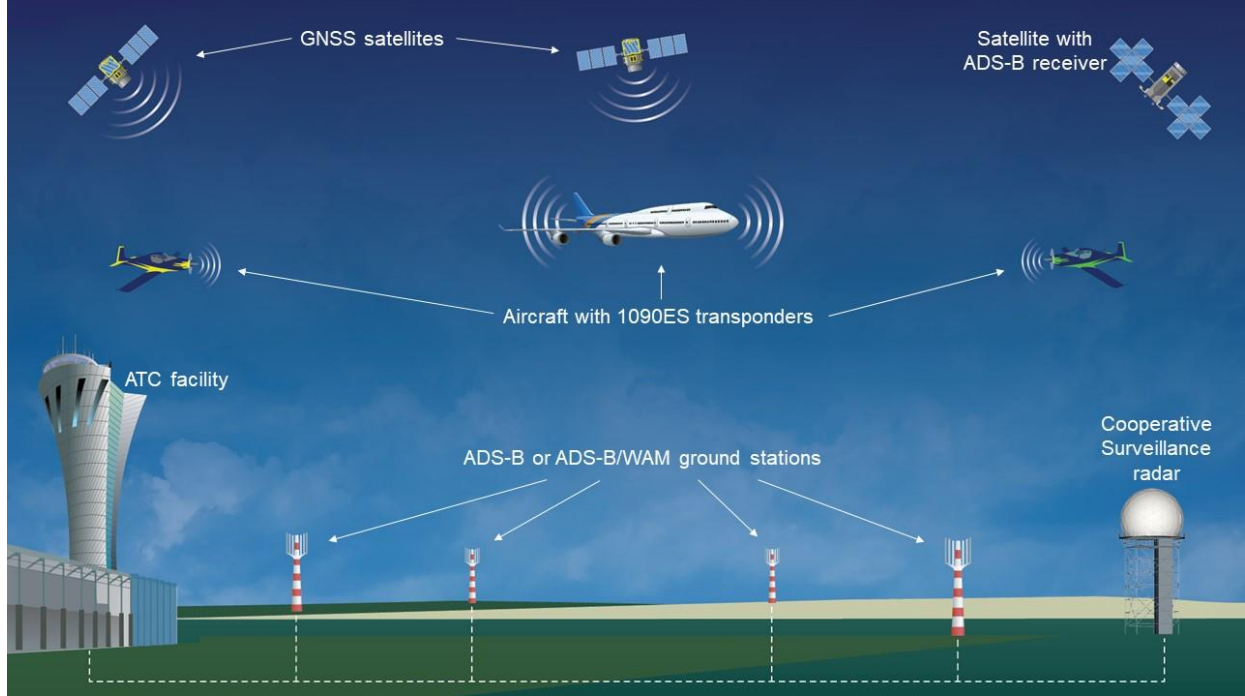 GNSS satellites
Satellite with
ADS-B receiver
Aircraft with 1090ES transponders
ATC facility
ADS-B or ADS-B/WAM ground stations
Cooperative
Surveillance
radar